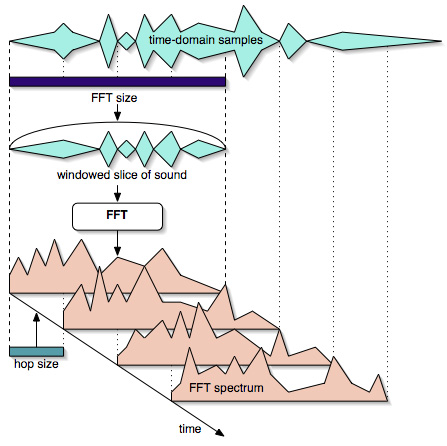 time-domain samples
FFT size
windowed slice of sound
FFT
hop size
FFT spectrum
time